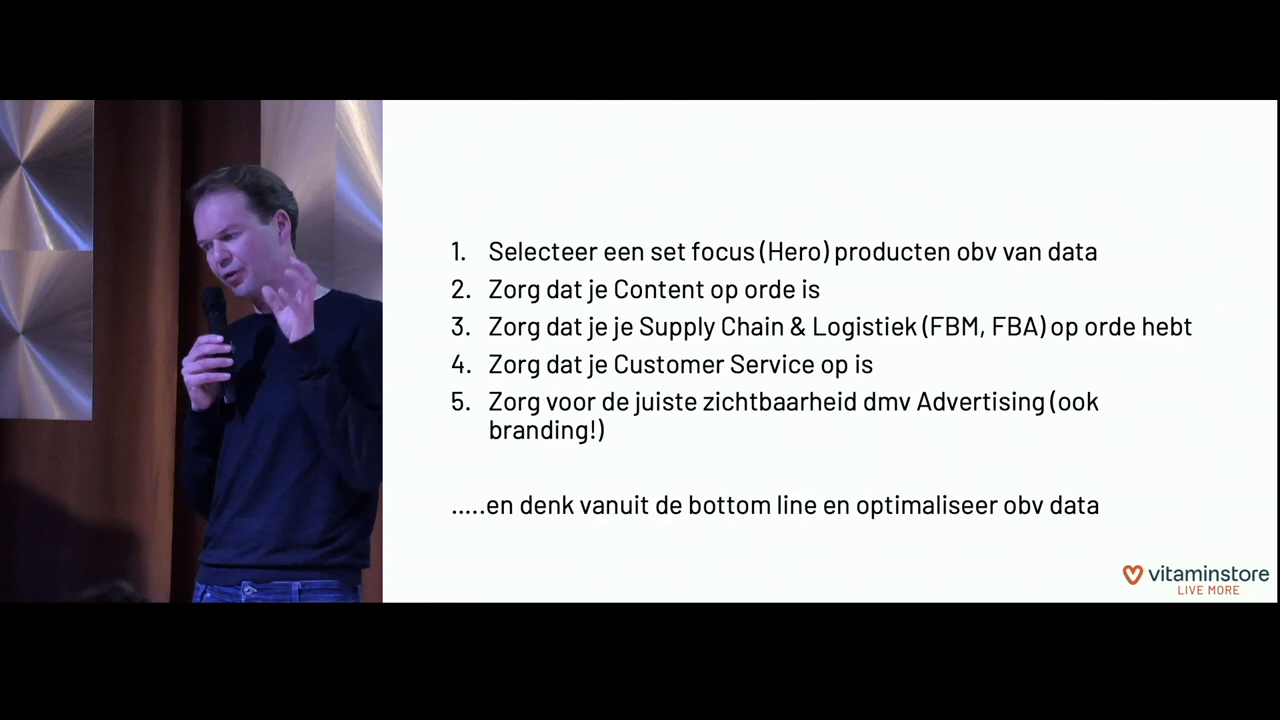 1. Selecteer een set focus (Hero) producten obv van data
2. Zorg dat je Content op orde is
3. Zorg dat je je Supply Chain & Logistiek (FBM, FBA) op orde hebt
4. Zorg dat je Customer Service op is
5. Zorg voor de juiste zichtbaarheid dmv Advertising (ook
branding!)
.....en denk vanuit de bottom line en optimaliseer obv data
vitaminstore
LIVE MORE